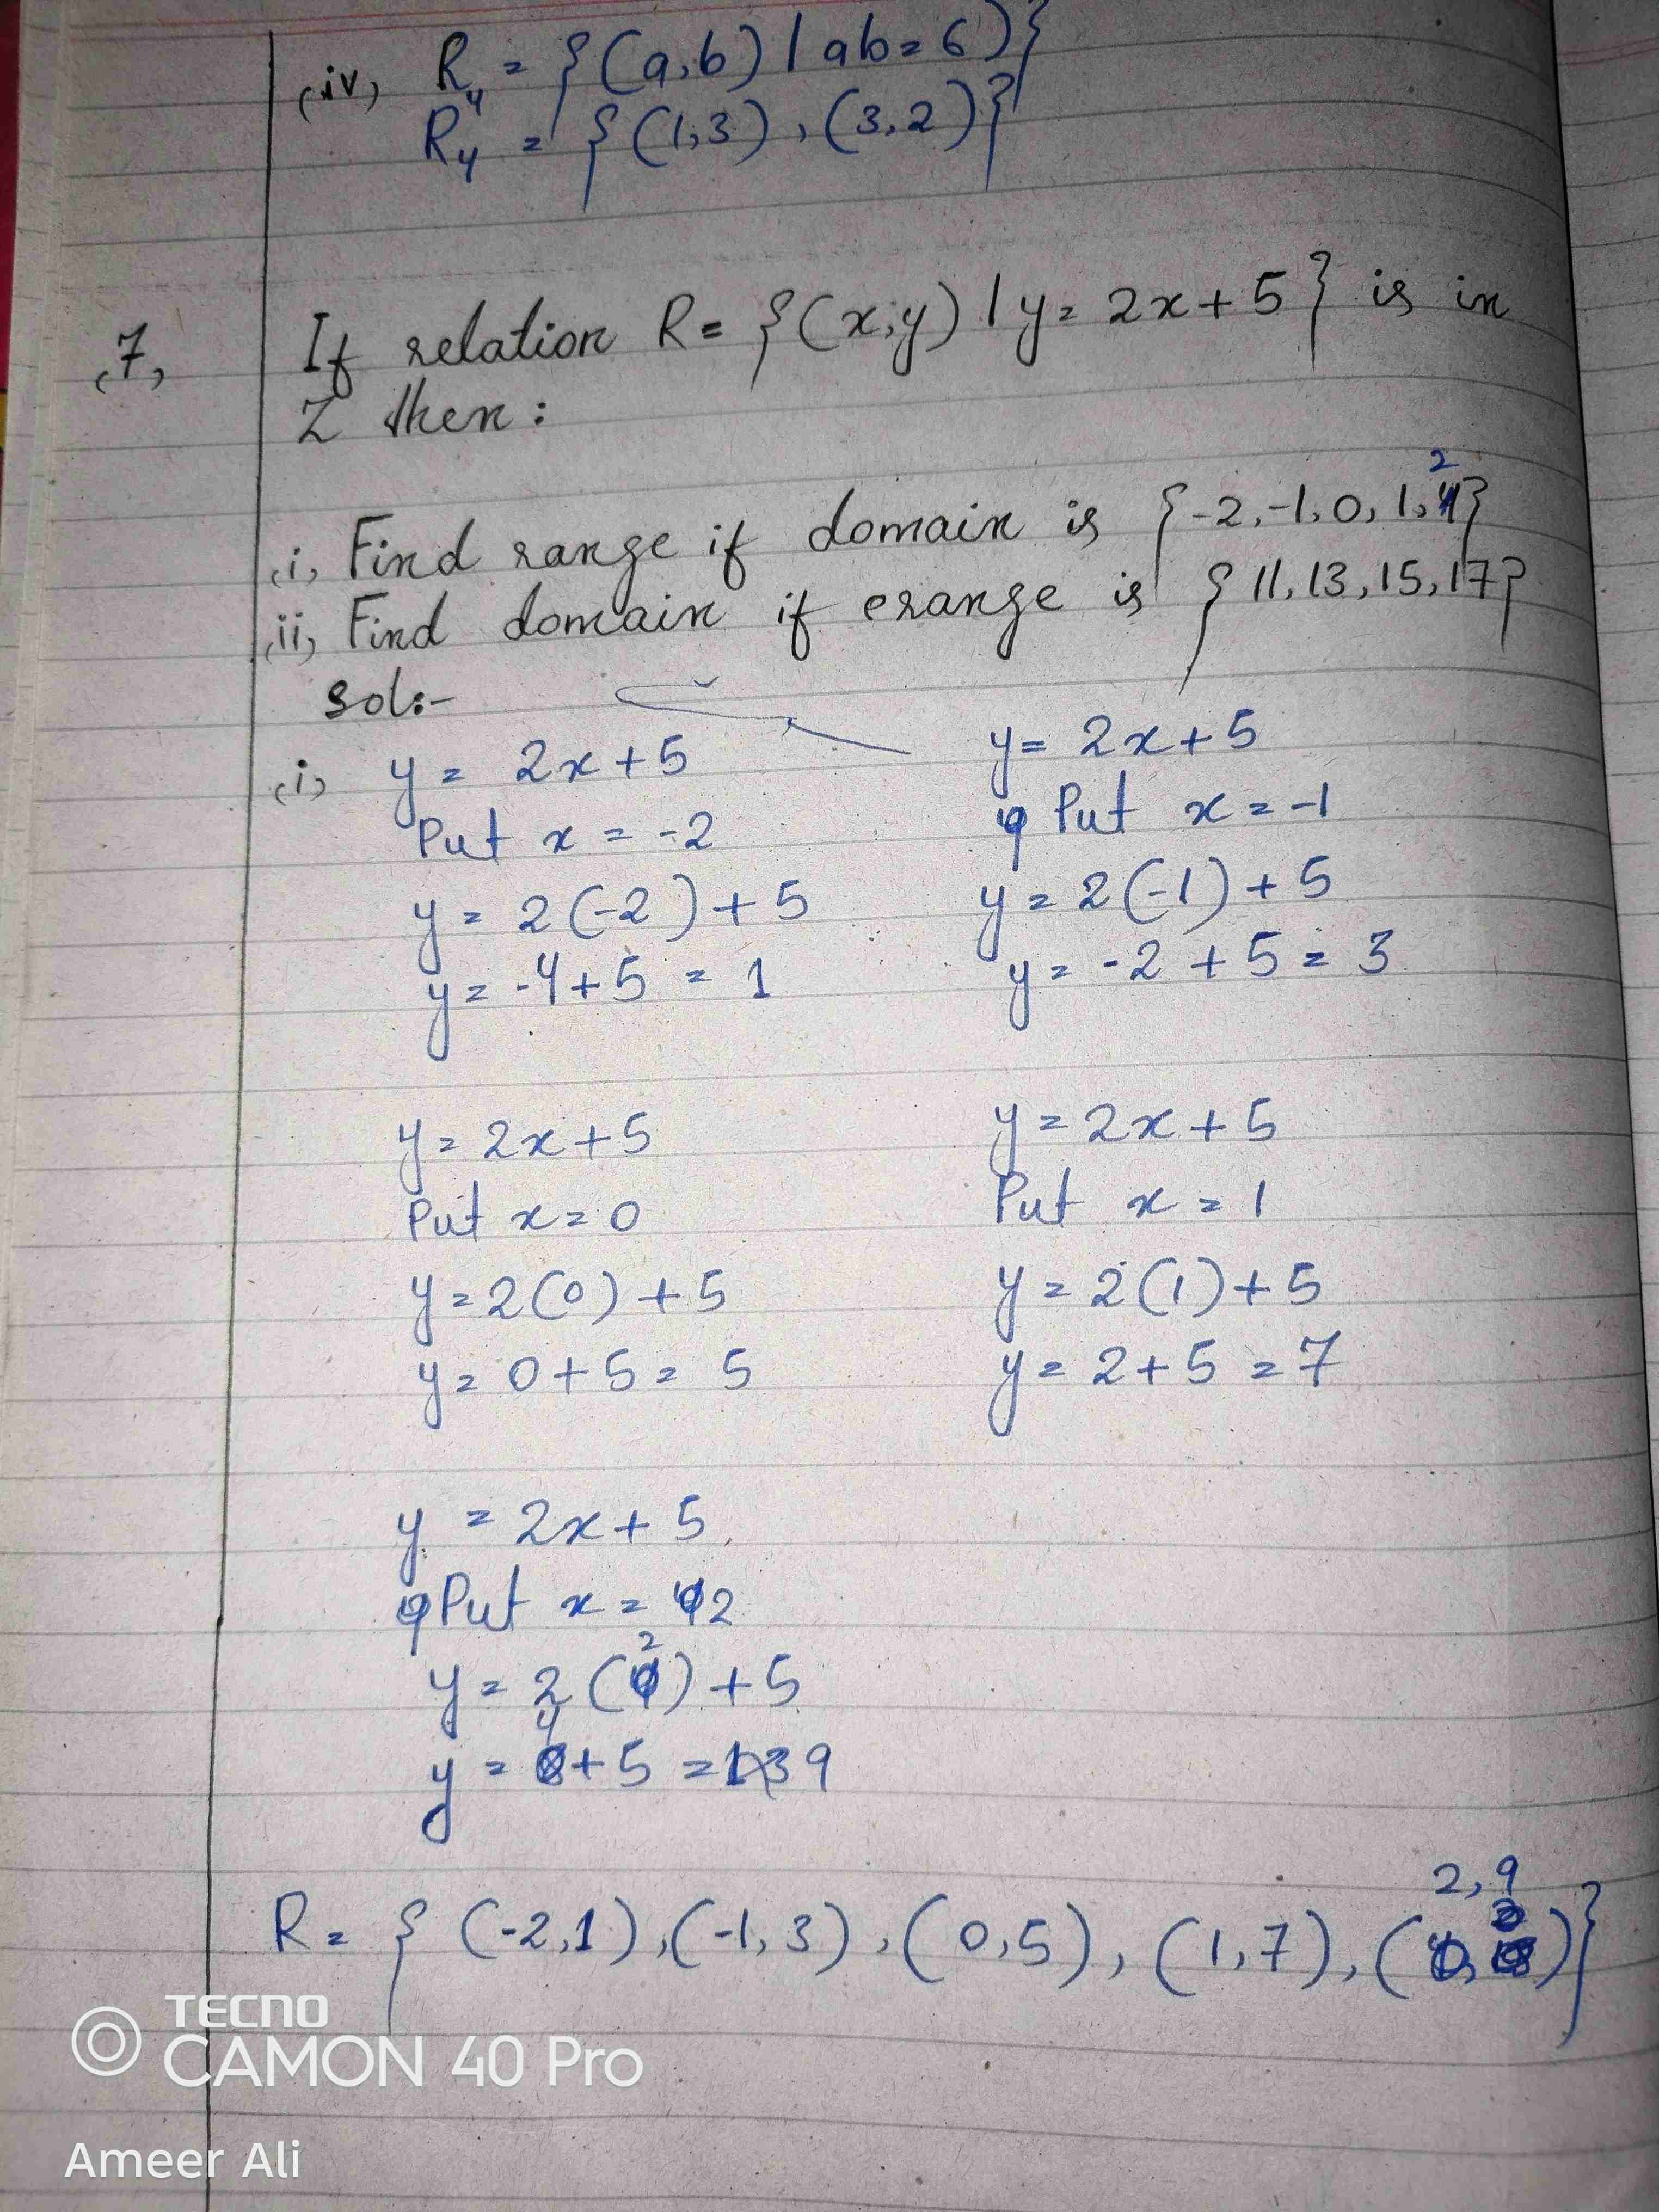 (iv) R₄ = {(a,b) | ab = 6)}
R₄ = {(1,3), (3,2)}
(7) If relation R = {(x,y) | y = 2x + 5} is in
Z then:
2
(i) Find range if domain is {-2,-1,0,1,4}
(ii) Find domain if erange is {11,13,15,17}
Sol:-
(i) y = 2x + 5
Put x = -2
y = 2(-2) + 5
y = -4 + 5 = 1
y = 2x + 5
Put x = -1
y = 2(-1) + 5
y = -2 + 5 = 3
y = 2x + 5
Put x = 0
y = 2(0) + 5
y = 0 + 5 = 5
y = 2x + 5
Put x = 1
y = 2(1) + 5
y = 2 + 5 = 7
y = 2x + 5
Put x = 2
y = 2(2) + 5
y = 4 + 5 = 9
2,9
R = {(-2,1), (-1,3), (0,5), (1,7), ( )}
TECNO
CAMON 40 Pro
Ameer Ali